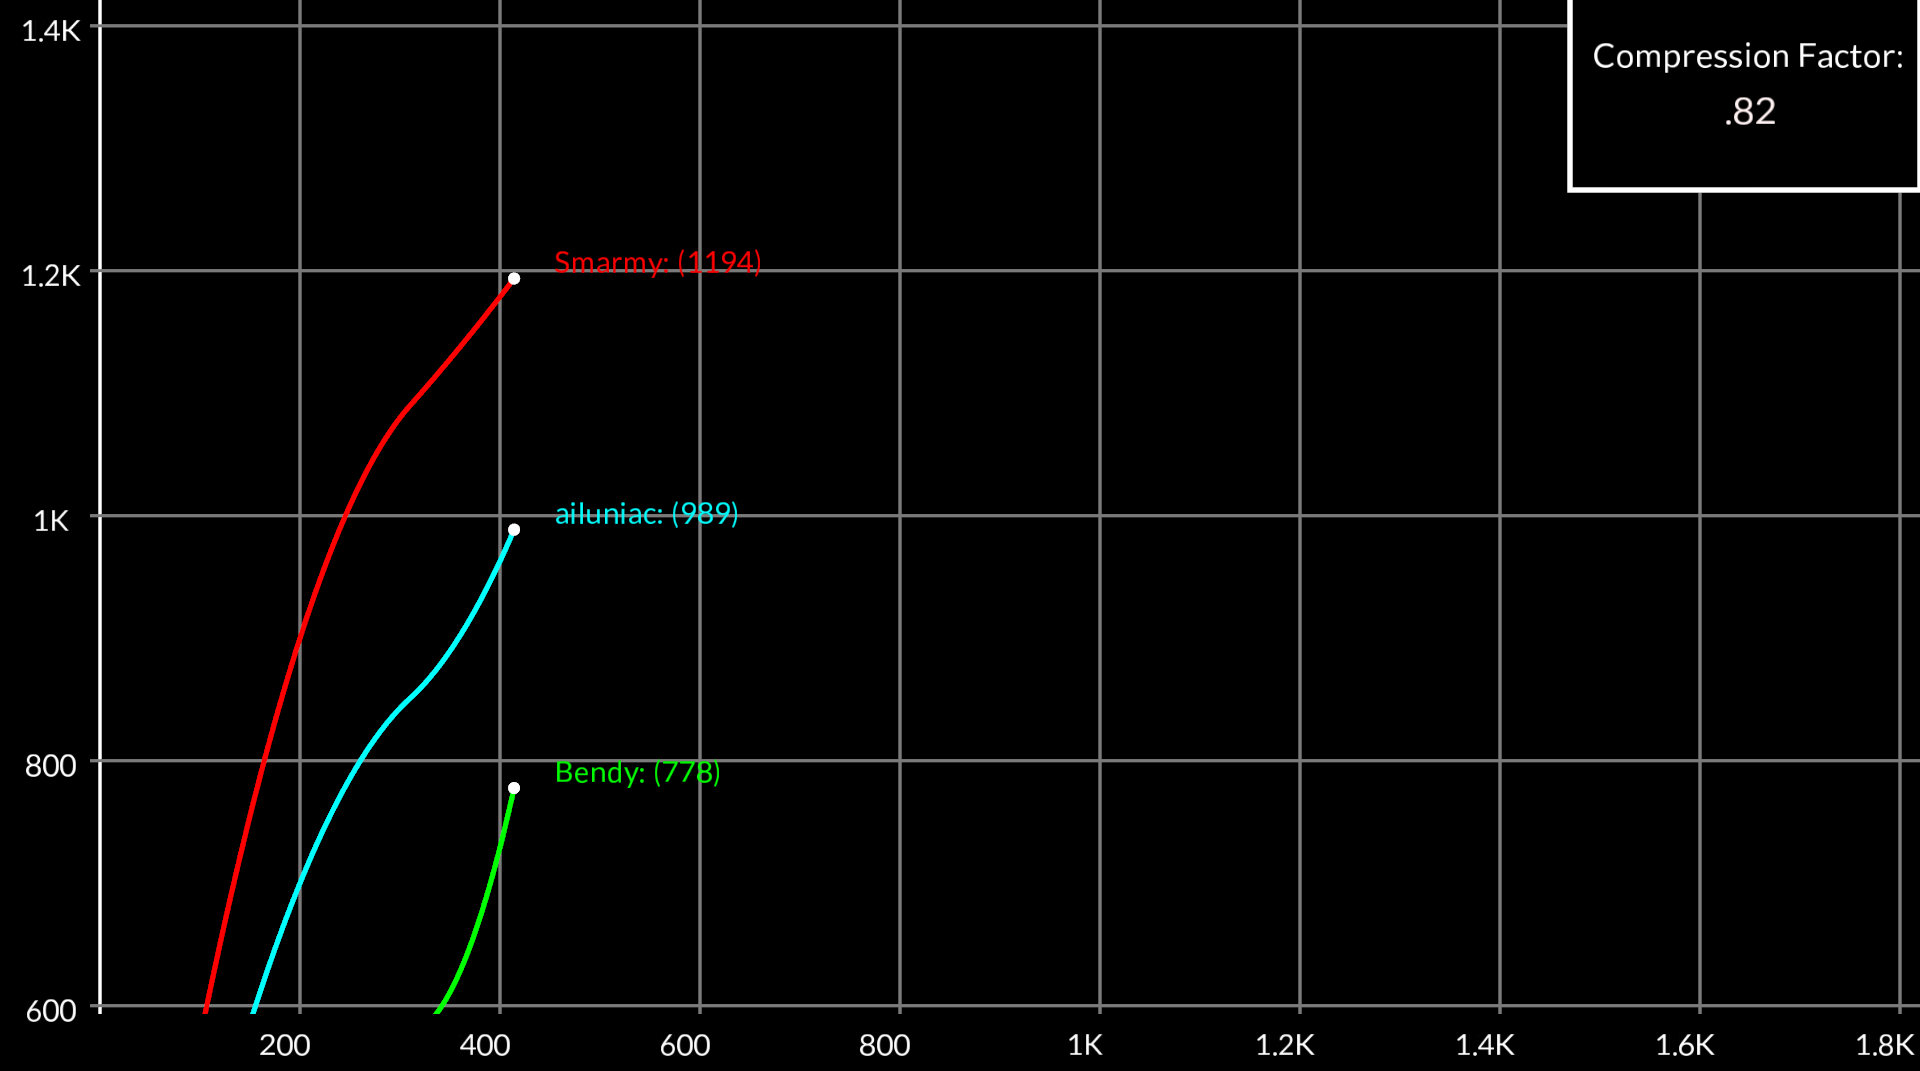 1.4K
Compression Factor:
.82
1.2K
Smarmy: (1194)
1K
ailuniac: (989)
800
Bendy: (778)
600
200 400 600 800 1K 1.2K 1.4K 1.6K 1.8K